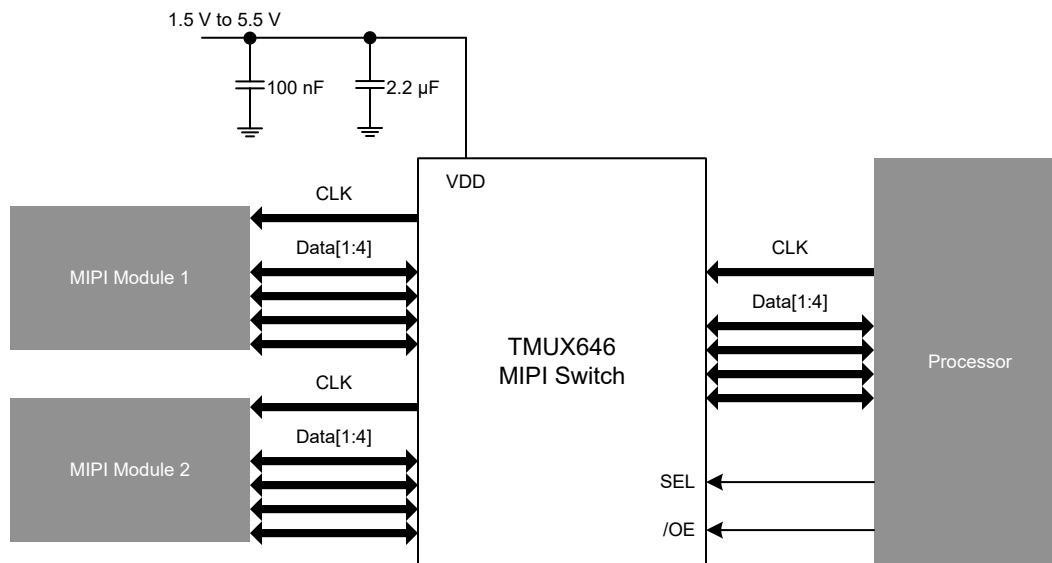 1.5 V to 5.5 V
100 nF
2.2 µF
VDD
CLK
Data[1:4]
MIPI Module 1
CLK
Data[1:4]
MIPI Module 2
TMUX646
MIPI Switch
CLK
Data[1:4]
Processor
SEL
/OE